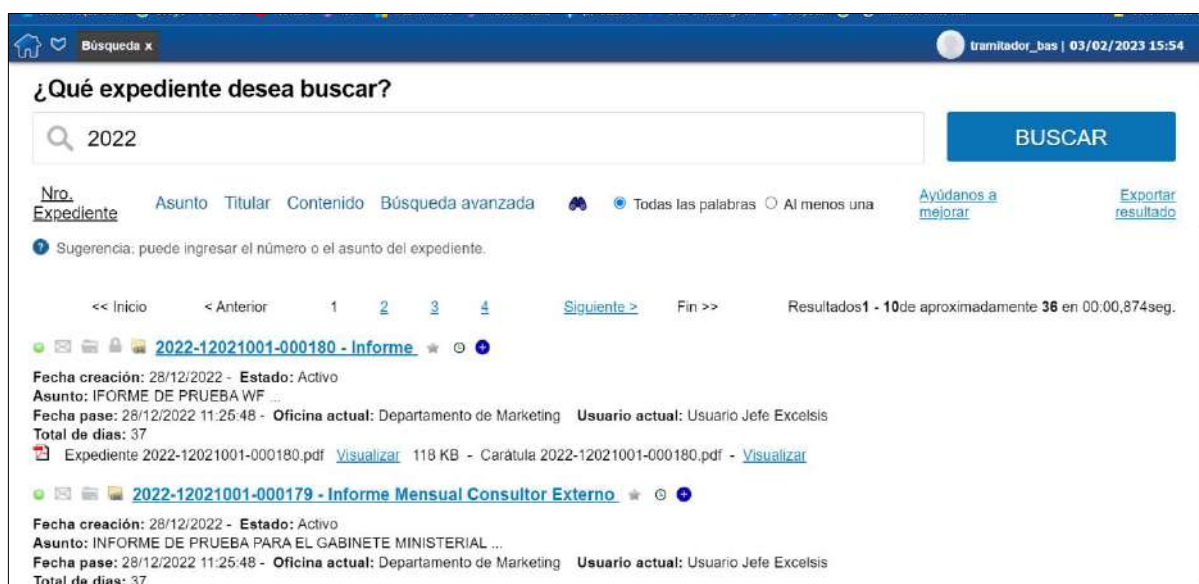 Búsqueda x
tramitador_bas | 03/02/2023 15:54
¿Qué expediente desea buscar?
2022
BUSCAR
Nro. Expediente Asunto Titular Contenido Búsqueda avanzada Todas las palabras Al menos una Ayúdanos a mejorar Exportar resultado
Sugerencia: puede ingresar el número o el asunto del expediente.
<< Inicio < Anterior 1 2 3 4 Siguiente > Fin >> Resultados1 - 10de aproximadamente 36 en 00:00,874seg.
2022-12021001-000180 - Informe
Fecha creación: 28/12/2022 - Estado: Activo
Asunto: IFORME DE PRUEBA WF ...
Fecha pase: 28/12/2022 11:25:48 - Oficina actual: Departamento de Marketing Usuario actual: Usuario Jefe Excelsis
Total de dias: 37
Expediente 2022-12021001-000180.pdf Visualizar 118 KB - Carátula 2022-12021001-000180.pdf - Visualizar
2022-12021001-000179 - Informe Mensual Consultor Externo
Fecha creación: 28/12/2022 - Estado: Activo
Asunto: INFORME DE PRUEBA PARA EL GABINETE MINISTERIAL ...
Fecha pase: 28/12/2022 11:25:48 - Oficina actual: Departamento de Marketing Usuario actual: Usuario Jefe Excelsis
Total de dias: 37